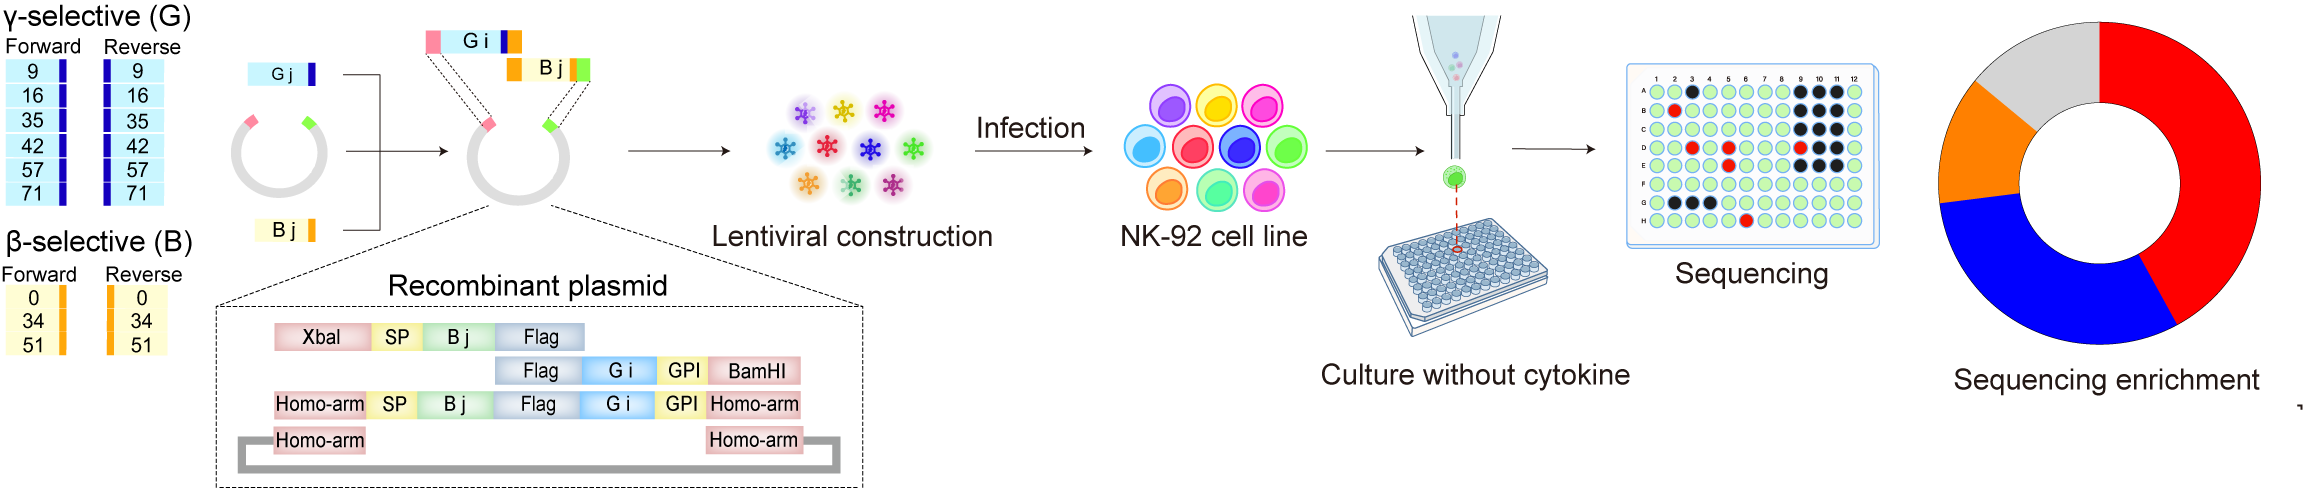 γ-selective (G)
Forward Reverse
9 9
16 16
35 35
42 42
57 57
71 71
β-selective (B)
Forward Reverse
0 0
34 34
51 51
G j
B j
G i
B j
Recombinant plasmid
XbaI SP B j Flag
Flag G i GPI BamHI
Homo-arm SP B j Flag G i GPI Homo-arm
Homo-arm Homo-arm
Lentiviral construction
Infection
NK-92 cell line
Culture without cytokine
1 2 3 4 5 6 7 8 9 10 11 12
A
B
C
D
E
F
G
H
Sequencing
Sequencing enrichment